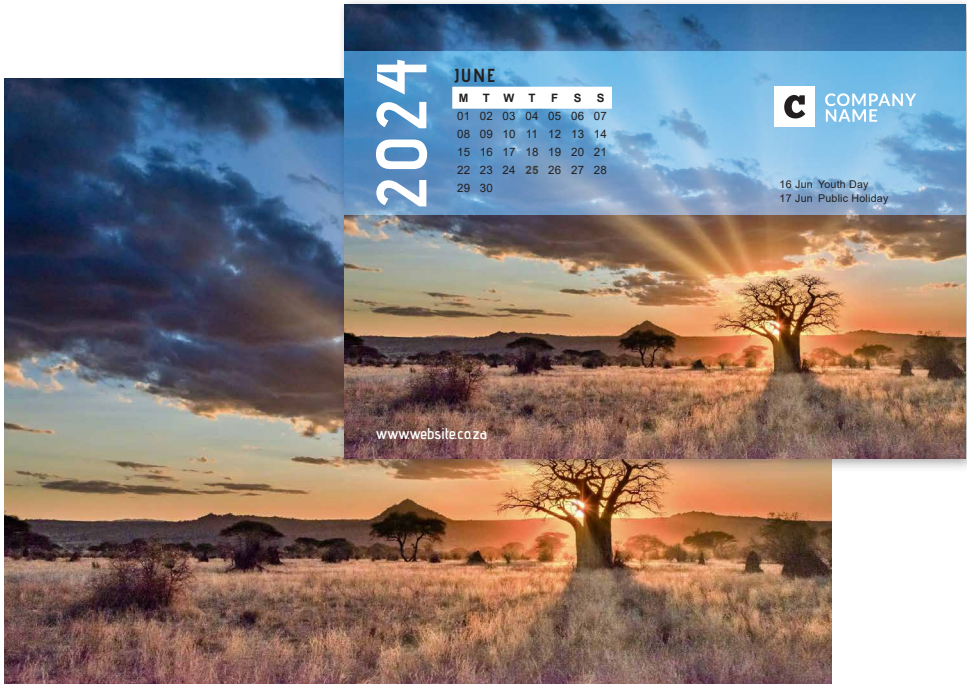 2024
JUNE
M T W T F S S
01 02 03 04 05 06 07
08 09 10 11 12 13 14
15 16 17 18 19 20 21
22 23 24 25 26 27 28
29 30
C
COMPANY
NAME
16 Jun Youth Day
17 Jun Public Holiday
www.website.co.za